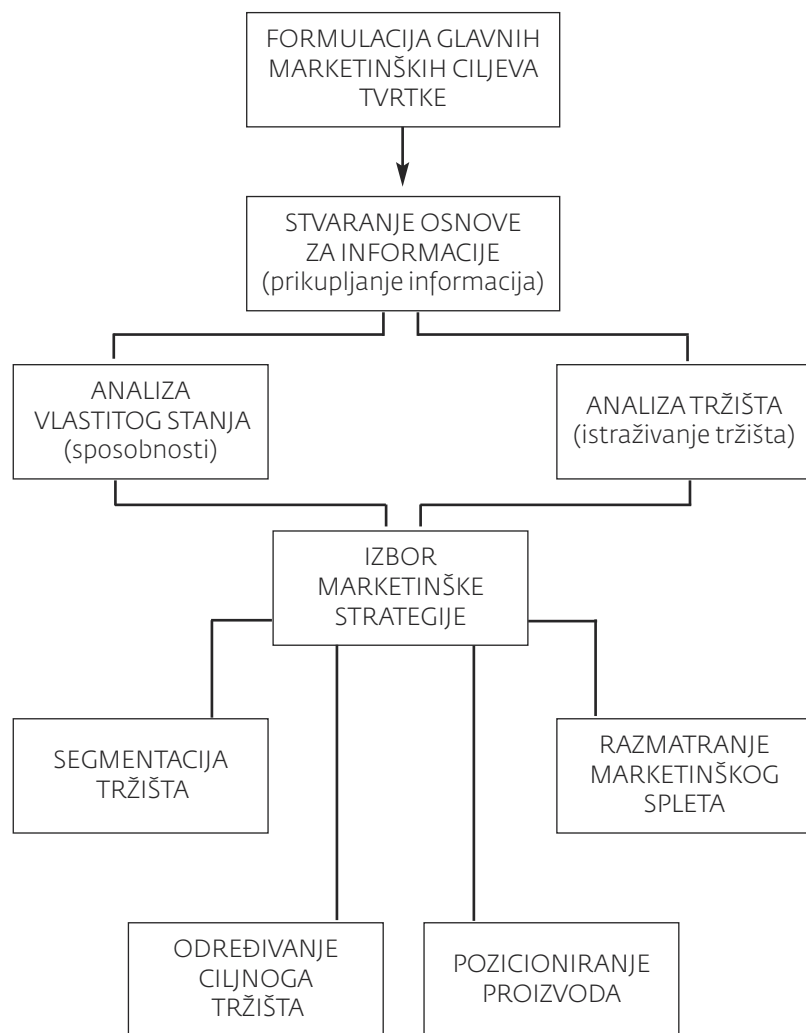 FORMULACIJA GLAVNIH
MARKETINŠKIH CILJEVA
TVRTKE
STVARANJE OSNOVE
ZA INFORMACIJE
(prikupljanje informacija)
ANALIZA
VLASTITOG STANJA
(sposobnosti)
ANALIZA TRŽIŠTA
(istraživanje tržišta)
IZBOR
MARKETINŠKE
STRATEGIJE
SEGMENTACIJA
TRŽIŠTA
RAZMATRANJE
MARKETINŠKOG
SPLETA
ODREĐIVANJE
CILJNOGA
TRŽIŠTA
POZICIONIRANJE
PROIZVODA